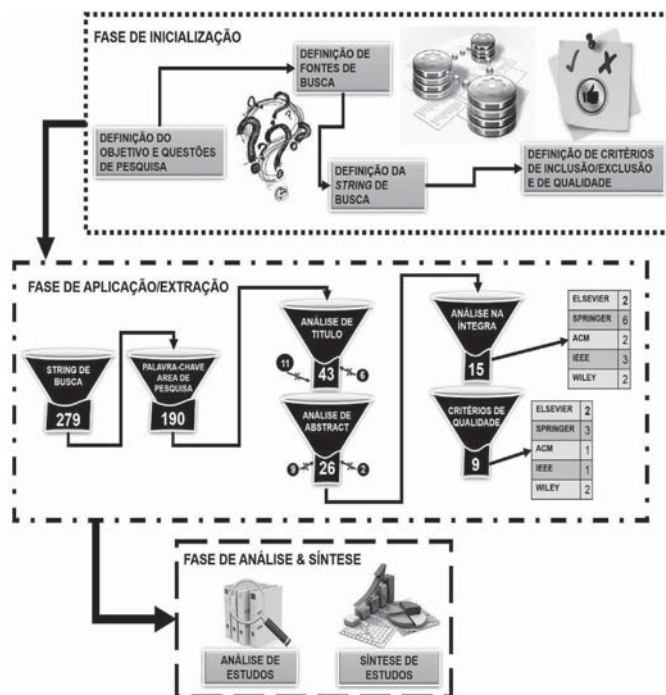 FASE DE INICIALIZAÇÃO
DEFINIÇÃO DO
OBJETIVO E QUESTÕES
DE PESQUISA
DEFINIÇÃO DE
FONTES DE
BUSCA
DEFINIÇÃO DA
STRING DE
BUSCA
DEFINIÇÃO DE CRITÉRIOS
DE INCLUSÃO/EXCLUSÃO
E DE QUALIDADE
FASE DE APLICAÇÃO/EXTRAÇÃO
STRING DE
BUSCA
279
PALAVRA-CHAVE
AREA DE
PESQUISA
190
ANÁLISE DE
TITULO
11
43
6
ANÁLISE DE
ABSTRACT
9
26
2
ANÁLISE NA
ÍNTEGRA
15
ELSEVIER 2
SPRINGER 6
ACM 2
IEEE 3
WILEY 2
CRITÉRIOS DE
QUALIDADE
9
ELSEVIER 2
SPRINGER 3
ACM 1
IEEE 1
WILEY 2
FASE DE ANÁLISE & SÍNTESE
ANÁLISE DE
ESTUDOS
SÍNTESE DE
ESTUDOS